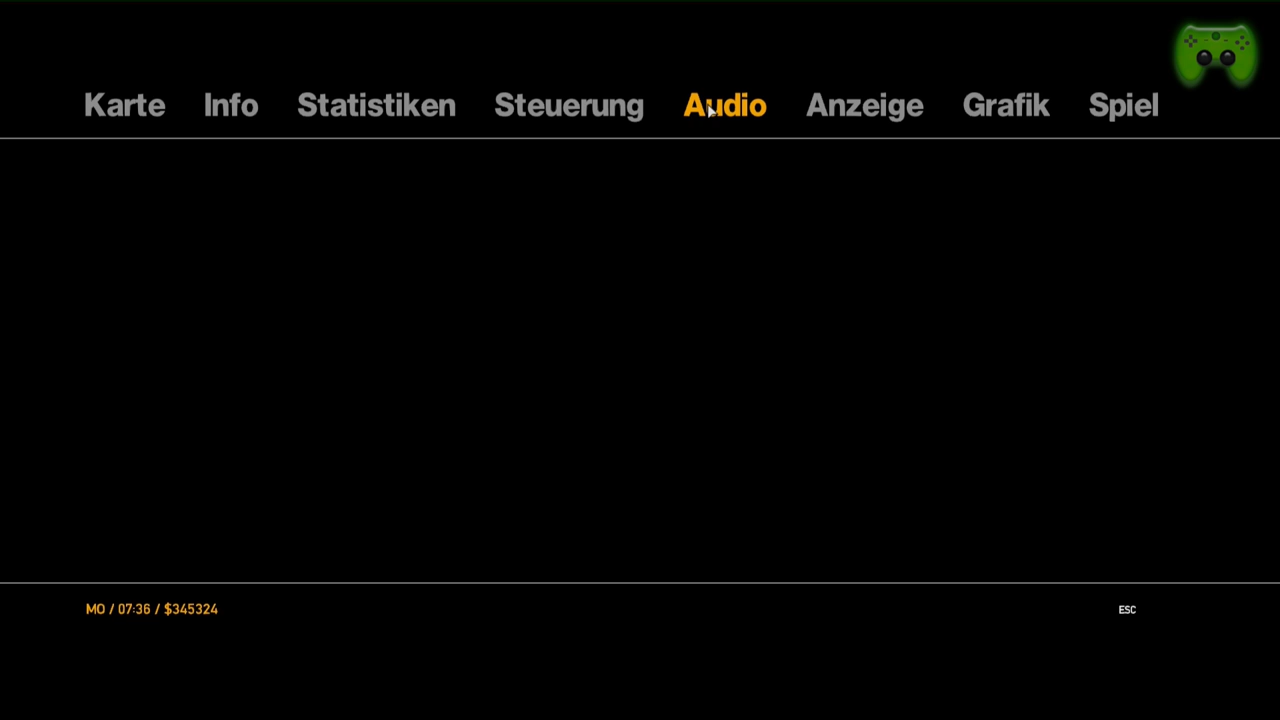 Karte Info Statistiken Steuerung Audio Anzeige Grafik Spiel
MO / 07:36 / $345324 ESC